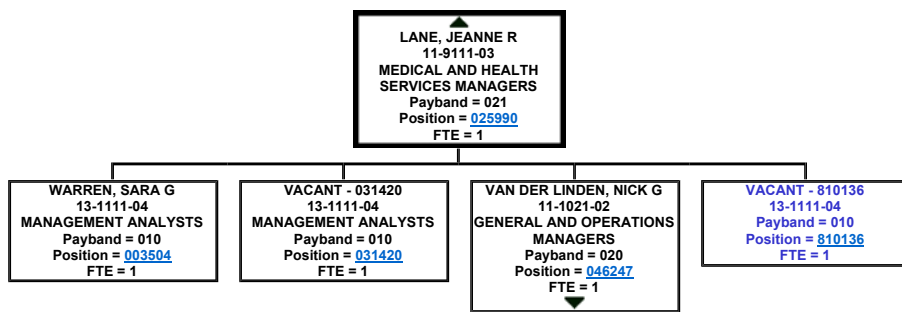 LANE, JEANNE R
11-9111-03
MEDICAL AND HEALTH
SERVICES MANAGERS
Payband = 021
Position = 025990
FTE = 1
WARREN, SARA G
13-1111-04
MANAGEMENT ANALYSTS
Payband = 010
Position = 003504
FTE = 1
VACANT - 031420
13-1111-04
MANAGEMENT ANALYSTS
Payband = 010
Position = 031420
FTE = 1
VAN DER LINDEN, NICK G
11-1021-02
GENERAL AND OPERATIONS
MANAGERS
Payband = 020
Position = 046247
FTE = 1
VACANT - 810136
13-1111-04
Payband = 010
Position = 810136
FTE = 1